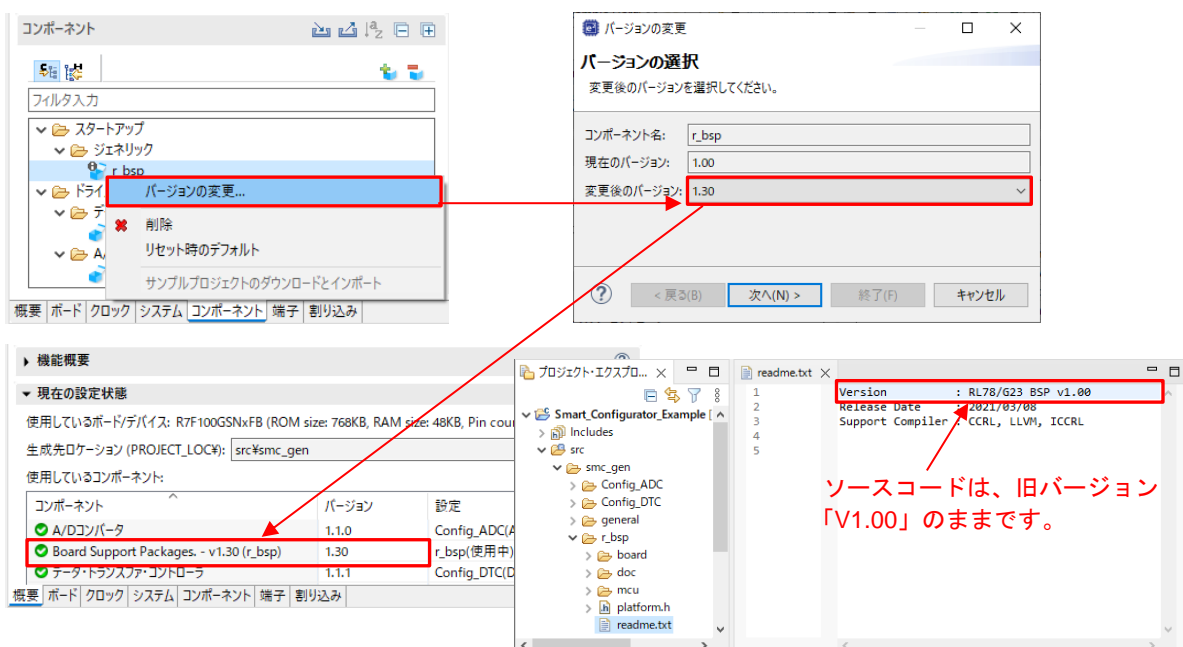 コンポーネント
フィルタ入力
スタートアップ
ジェネリック
r_bsp
ドライ
デ
A/
バージョンの変更...
削除
リセット時のデフォルト
サンプルプロジェクトのダウンロードとインポート
概要 ボード クロック システム コンポーネント 端子 割り込み
バージョンの変更
バージョンの選択
変更後のバージョンを選択してください。
コンポーネント名: r_bsp
現在のバージョン: 1.00
変更後のバージョン: 1.30
< 戻る(B) 次へ(N) > 終了(F) キャンセル
機能概要
現在の設定状態
使用しているボード/デバイス: R7F100GSNxFB (ROM size: 768KB, RAM size: 48KB, Pin cou
生成先ロケーション (PROJECT_LOC¥): src¥smc_gen
使用しているコンポーネント:
コンポーネント バージョン 設定
A/Dコンバータ 1.1.0 Config_ADC(A
Board Support Packages. - v1.30 (r_bsp) 1.30 r_bsp(使用中)
データ・トランスファ・コントローラ 1.1.1 Config_DTC(D
概要 ボード クロック システム コンポーネント 端子 割り込み
プロジェクト・エクスプロ...
Smart_Configurator_Example [
Includes
src
smc_gen
Config_ADC
Config_DTC
general
r_bsp
board
doc
mcu
platform.h
readme.txt
readme.txt
1 Version : RL78/G23 BSP v1.00
2 Release Date : 2021/03/08
3 Support Compiler : CCRL, LLVM, ICCRL
4
5
ソースコードは、旧バージョン
「V1.00」のままです。